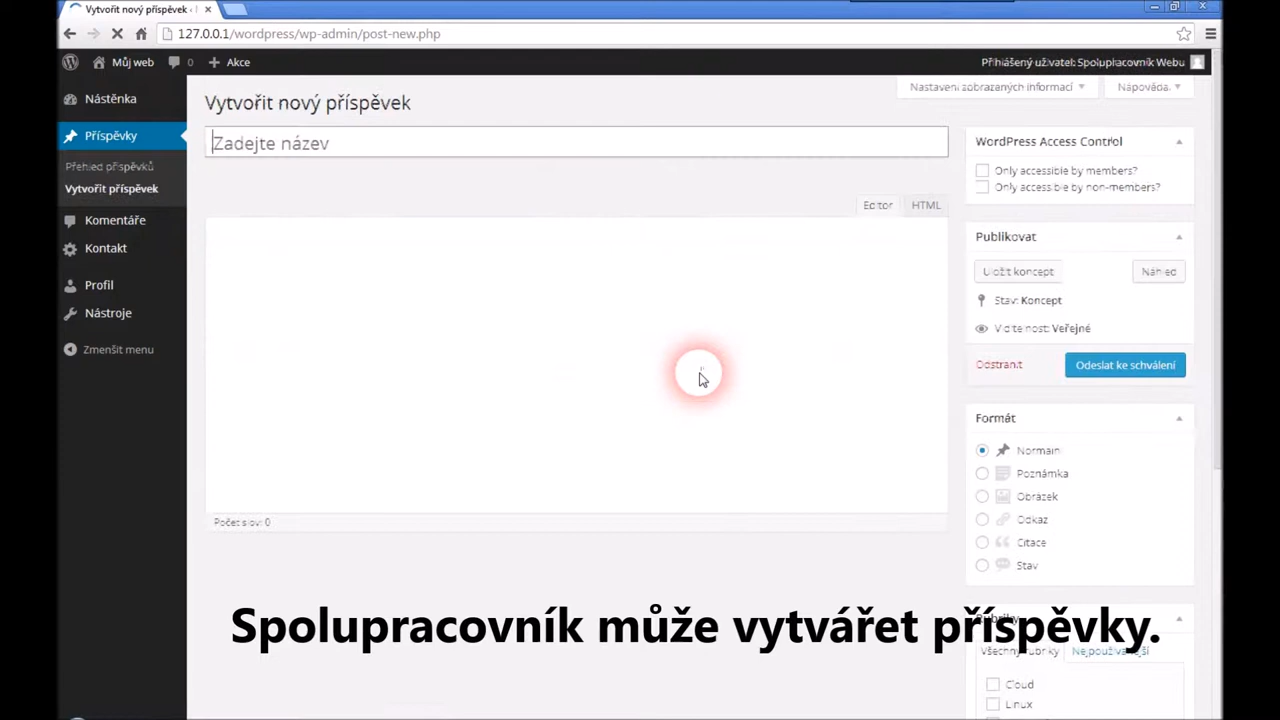 Vytvořit nový příspěvek ‹
127.0.0.1/wordpress/wp-admin/post-new.php
Můj web
0
Akce
Přihlášený uživatel: Spolupracovník Webu
Nástěnka
Příspěvky
Přehled příspěvků
Vytvořit příspěvek
Komentáře
Kontakt
Profil
Nástroje
Zmenšit menu
Nastavení zobrazených informací
Nápověda
Vytvořit nový příspěvek
Zadejte název
Editor
HTML
Počet slov: 0
WordPress Access Control
Only accessible by members?
Only accessible by non-members?
Publikovat
Uložit koncept
Náhled
Stav: Koncept
Viditelnost: Veřejné
Odstranit
Odeslat ke schválení
Formát
Normální
Poznámka
Obrázek
Odkaz
Citace
Stav
Rubriky
Všechny rubriky
Nejpoužívanější
Cloud
Linux
Spolupracovník může vytvářet příspěvky.